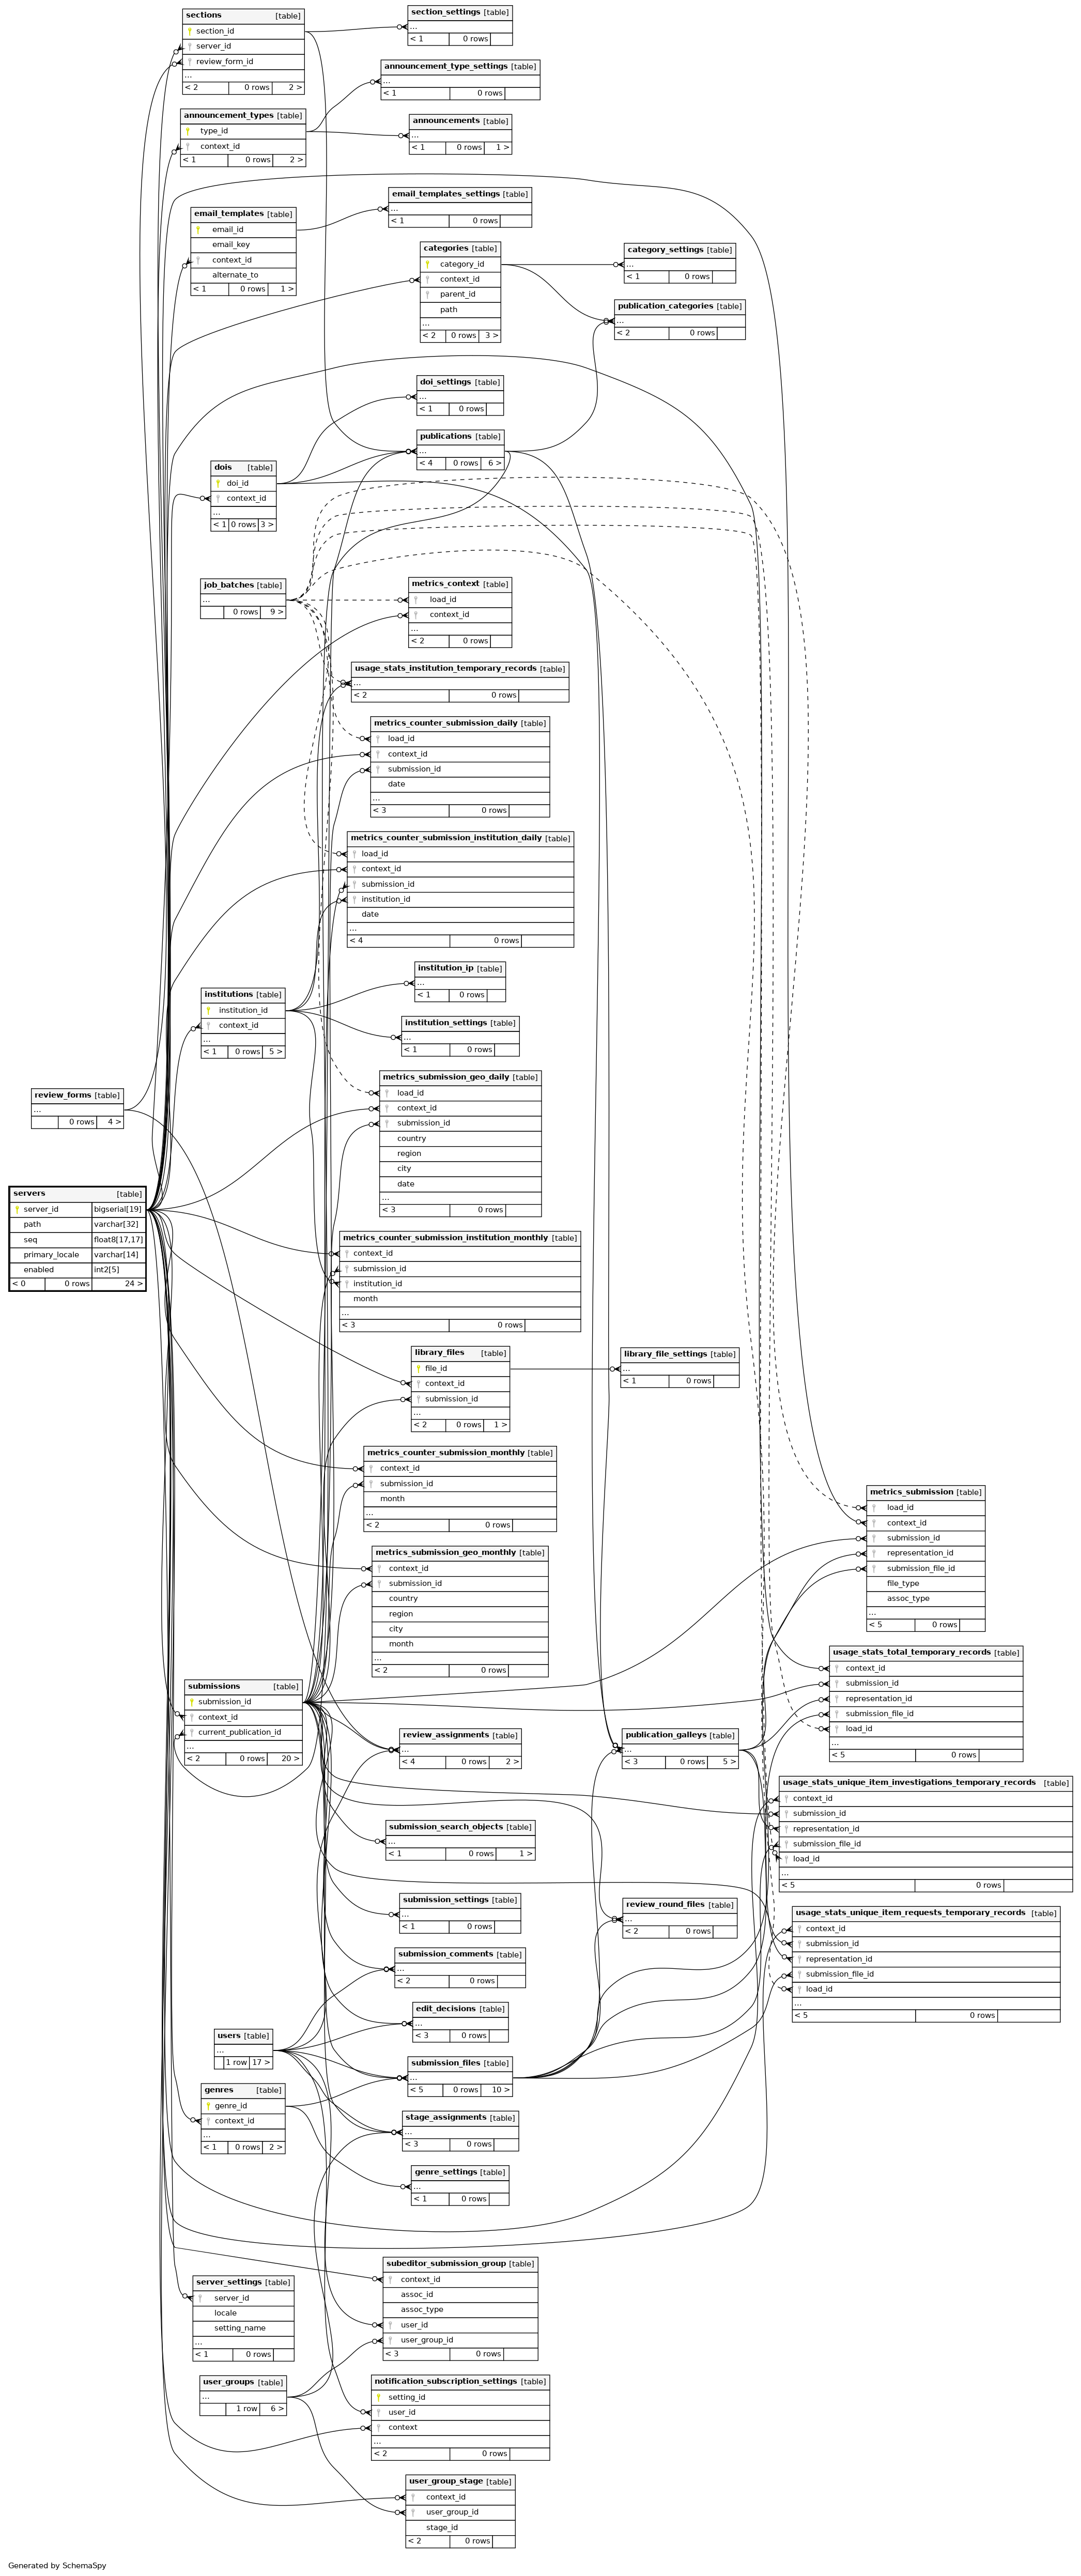 sections [table]
section_id
server_id
review_form_id
...
< 2 0 rows 2 >
section_settings [table]
...
< 1 0 rows
announcement_type_settings [table]
...
< 1 0 rows
announcement_types [table]
type_id
context_id
< 1 0 rows 2 >
announcements [table]
...
< 1 0 rows 1 >
email_templates_settings [table]
...
< 1 0 rows
email_templates [table]
email_id
email_key
context_id
alternate_to
< 1 0 rows 1 >
categories [table]
category_id
context_id
parent_id
path
...
< 2 0 rows 3 >
category_settings [table]
...
< 1 0 rows
publication_categories [table]
...
< 2 0 rows
doi_settings [table]
...
< 1 0 rows
publications [table]
...
< 4 0 rows 6 >
dois [table]
doi_id
context_id
...
< 1 0 rows 3 >
job_batches [table]
...
0 rows 9 >
metrics_context [table]
load_id
context_id
...
< 2 0 rows
usage_stats_institution_temporary_records [table]
...
< 2 0 rows
metrics_counter_submission_daily [table]
load_id
context_id
submission_id
date
...
< 3 0 rows
metrics_counter_submission_institution_daily [table]
load_id
context_id
submission_id
institution_id
date
...
< 4 0 rows
institution_ip [table]
...
< 1 0 rows
institutions [table]
institution_id
context_id
...
< 1 0 rows 5 >
institution_settings [table]
...
< 1 0 rows
metrics_submission_geo_daily [table]
load_id
context_id
submission_id
country
region
city
date
...
< 3 0 rows
review_forms [table]
...
0 rows 4 >
servers [table]
server_id bigserial[19]
path varchar[32]
seq float8[17,17]
primary_locale varchar[14]
enabled int2[5]
< 0 0 rows 24 >
metrics_counter_submission_institution_monthly [table]
context_id
submission_id
institution_id
month
...
< 3 0 rows
library_files [table]
file_id
context_id
submission_id
...
< 2 0 rows 1 >
library_file_settings [table]
...
< 1 0 rows
metrics_counter_submission_monthly [table]
context_id
submission_id
month
...
< 2 0 rows
metrics_submission [table]
load_id
context_id
submission_id
representation_id
submission_file_id
file_type
assoc_type
...
< 5 0 rows
metrics_submission_geo_monthly [table]
context_id
submission_id
country
region
city
month
...
< 2 0 rows
usage_stats_total_temporary_records [table]
context_id
submission_id
representation_id
submission_file_id
load_id
...
< 5 0 rows
submissions [table]
submission_id
context_id
current_publication_id
...
< 2 0 rows 20 >
review_assignments [table]
...
< 4 0 rows 2 >
publication_galleys [table]
...
< 3 0 rows 5 >
usage_stats_unique_item_investigations_temporary_records [table]
context_id
submission_id
representation_id
submission_file_id
load_id
...
< 5 0 rows
submission_search_objects [table]
...
< 1 0 rows 1 >
submission_settings [table]
...
< 1 0 rows
review_round_files [table]
...
< 2 0 rows
usage_stats_unique_item_requests_temporary_records [table]
context_id
submission_id
representation_id
submission_file_id
load_id
...
< 5 0 rows
submission_comments [table]
...
< 2 0 rows
edit_decisions [table]
...
< 3 0 rows
users [table]
...
1 row 17 >
submission_files [table]
...
< 5 0 rows 10 >
genres [table]
genre_id
context_id
...
< 1 0 rows 2 >
stage_assignments [table]
...
< 3 0 rows
genre_settings [table]
...
< 1 0 rows
subeditor_submission_group [table]
context_id
assoc_id
assoc_type
user_id
user_group_id
< 3 0 rows
server_settings [table]
server_id
locale
setting_name
...
< 1 0 rows
user_groups [table]
...
1 row 6 >
notification_subscription_settings [table]
setting_id
user_id
context
...
< 2 0 rows
user_group_stage [table]
context_id
user_group_id
stage_id
< 2 0 rows
Generated by SchemaSpy